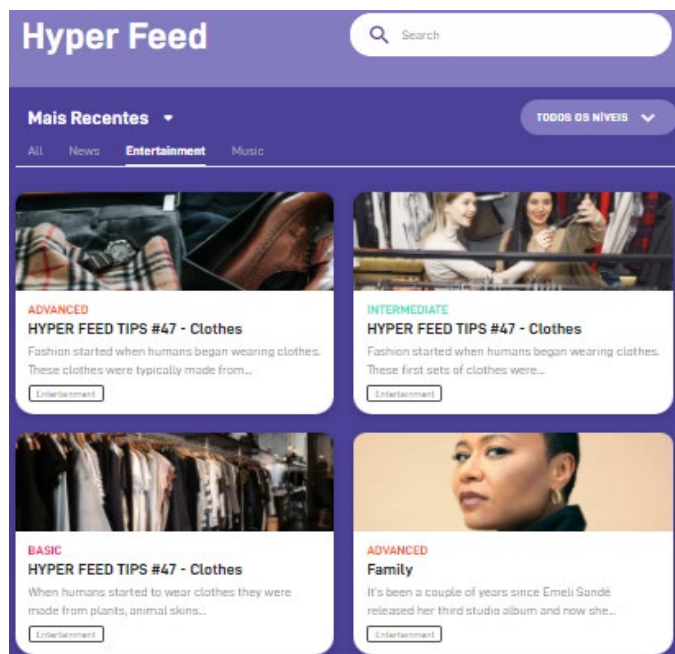 Hyper Feed
Search
Mais Recentes
TODOS OS NÍVEIS
All News Entertainment Music
ADVANCED
HYPER FEED TIPS #47 - Clothes
Fashion started when humans began wearing clothes.
These clothes were typically made from...
Entertainment
INTERMEDIATE
HYPER FEED TIPS #47 - Clothes
Fashion started when humans began wearing clothes.
These first sets of clothes were...
Entertainment
BASIC
HYPER FEED TIPS #47 - Clothes
When humans started to wear clothes they were
made from plants, animal skins...
Entertainment
ADVANCED
Family
It's been a couple of years since Emeli Sandé
released her third studio album and now she...
Entertainment